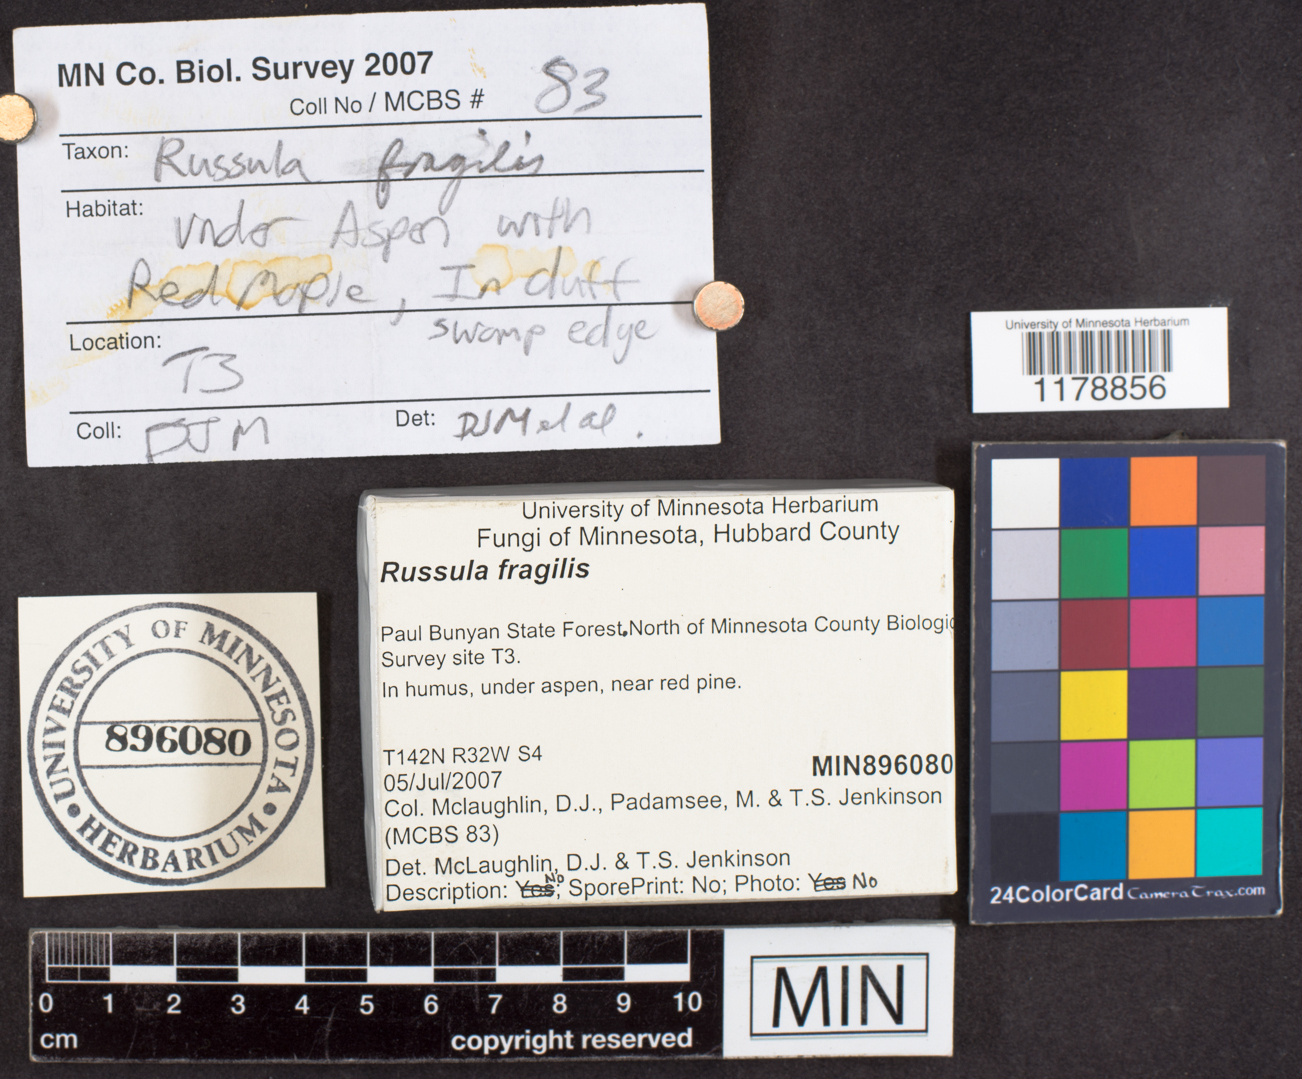 MN Co. Biol. Survey 2007
Coll No / MCBS # 83
Taxon: Russula fragilis
Habitat: Under Aspen with
Red Maple, In duff
swamp edge
Location: T3
Coll: DJM Det: DJM et al.
University of Minnesota Herbarium
1178856
University of Minnesota Herbarium
Fungi of Minnesota, Hubbard County
Russula fragilis
Paul Bunyan State Forest.North of Minnesota County Biologic
Survey site T3.
In humus, under aspen, near red pine.
T142N R32W S4
05/Jul/2007
MIN896080
Col. Mclaughlin, D.J., Padamsee, M. & T.S. Jenkinson
(MCBS 83)
Det. McLaughlin, D.J. & T.S. Jenkinson
Description: Yes No; SporePrint: No; Photo: Yes No
UNIVERSITY OF MINNESOTA
896080
HERBARIUM
24ColorCard CameraTrax.com
0 1 2 3 4 5 6 7 8 9 10
cm copyright reserved
MIN